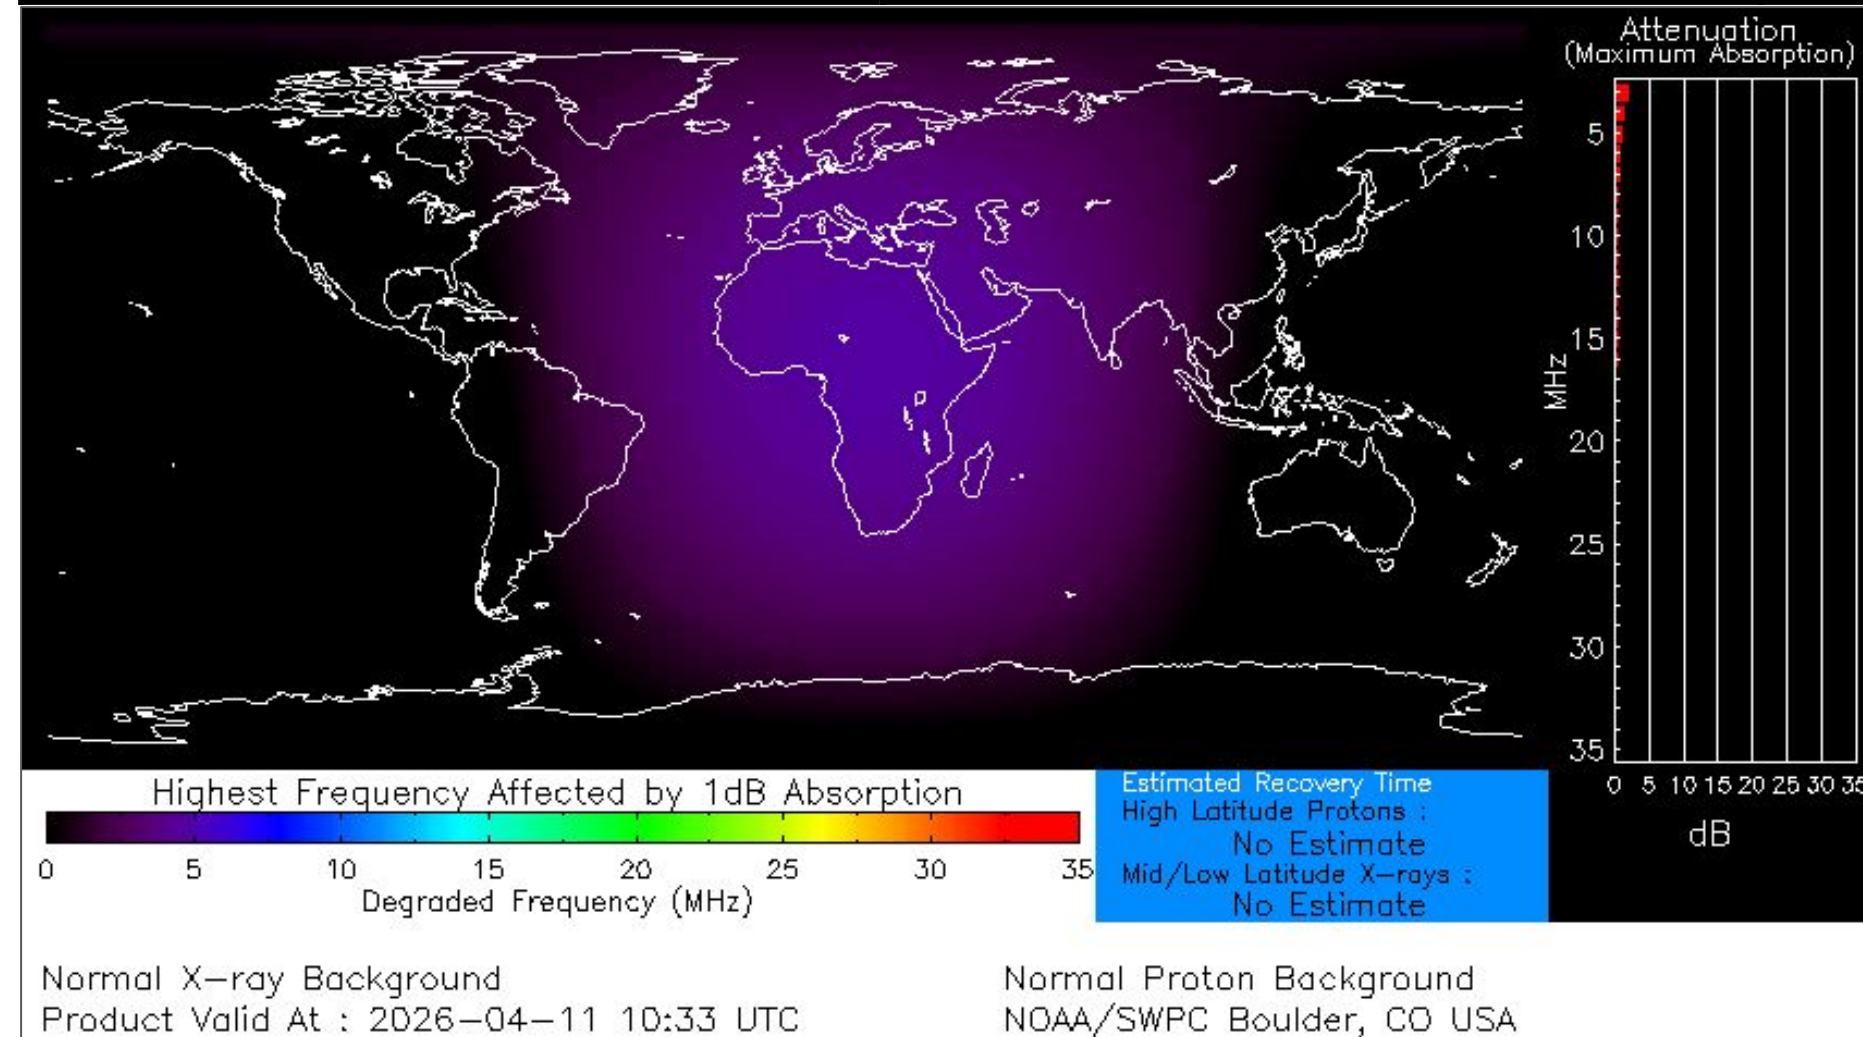 Attenuation
(Maximum Absorption)
5
10
15
20
25
30
35
MHz
0 5 10 15 20 25 30 35
dB
Highest Frequency Affected by 1dB Absorption
0 5 10 15 20 25 30 35
Degraded Frequency (MHz)
Estimated Recovery Time
High Latitude Protons :
No Estimate
Mid/Low Latitude X-rays :
No Estimate
Normal X-ray Background
Product Valid At : 2026-04-11 10:33 UTC
Normal Proton Background
NOAA/SWPC Boulder, CO USA